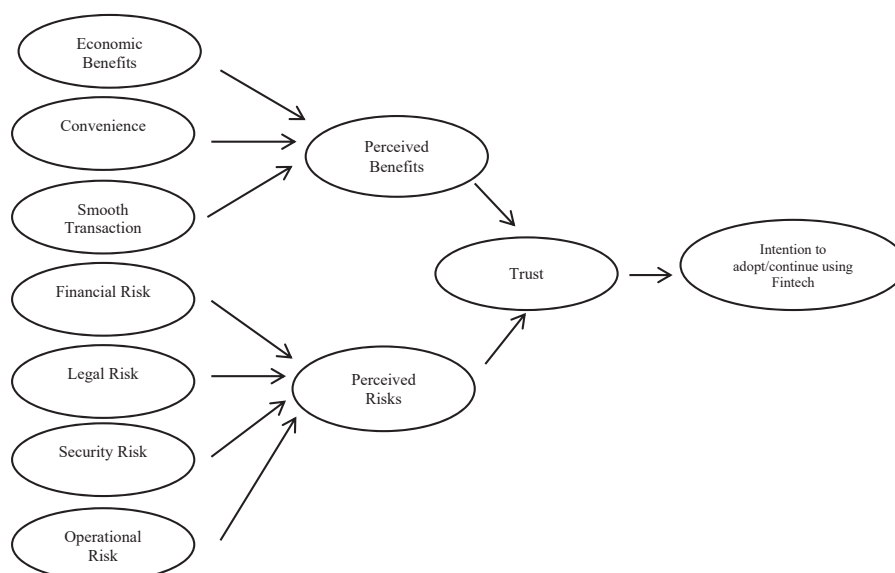 Economic
Benefits
Convenience
Smooth
Transaction
Financial Risk
Legal Risk
Security Risk
Operational
Risk
Perceived
Benefits
Perceived
Risks
Trust
Intention to
adopt/continue using
Fintech